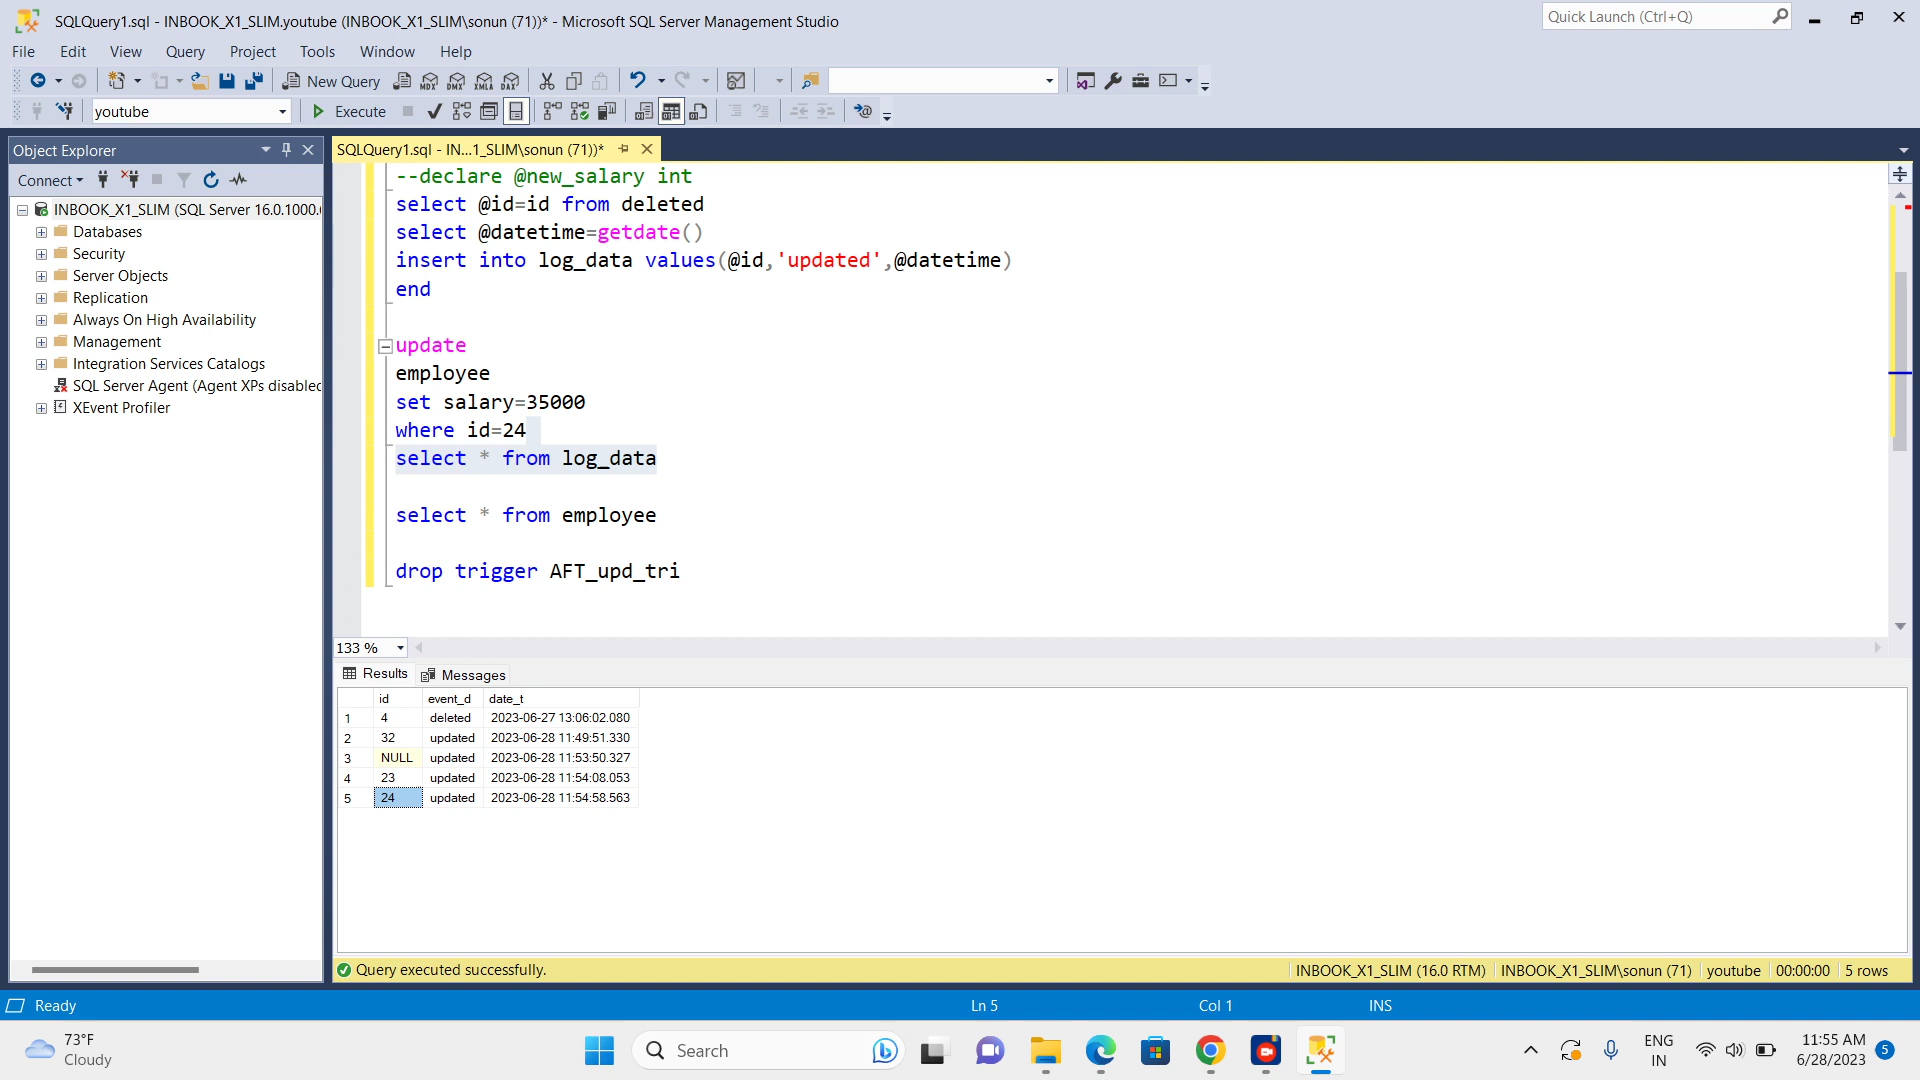 SQLQuery1.sql - INBOOK_X1_SLIM.youtube (INBOOK_X1_SLIM\sonun (71))* - Microsoft SQL Server Management Studio
Quick Launch (Ctrl+Q)
File Edit View Query Project Tools Window Help
New Query MDX DMX XMLA DAX
youtube Execute
Object Explorer
Connect
INBOOK_X1_SLIM (SQL Server 16.0.1000.
Databases
Security
Server Objects
Replication
Always On High Availability
Management
Integration Services Catalogs
SQL Server Agent (Agent XPs disabled
XEvent Profiler
SQLQuery1.sql - IN...1_SLIM\sonun (71))*
--declare @new_salary int
select @id=id from deleted
select @datetime=getdate()
insert into log_data values(@id,'updated',@datetime)
end
update
employee
set salary=35000
where id=24
select * from log_data
select * from employee
drop trigger AFT_upd_tri
133 %
Results Messages
id event_d date_t
1 4 deleted 2023-06-27 13:06:02.080
2 32 updated 2023-06-28 11:49:51.330
3 NULL updated 2023-06-28 11:53:50.327
4 23 updated 2023-06-28 11:54:08.053
5 24 updated 2023-06-28 11:54:58.563
Query executed successfully.
INBOOK_X1_SLIM (16.0 RTM) INBOOK_X1_SLIM\sonun (71) youtube 00:00:00 5 rows
Ready Ln 5 Col 1 INS
73°F
Cloudy
Search
ENG
IN
11:55 AM
6/28/2023
5